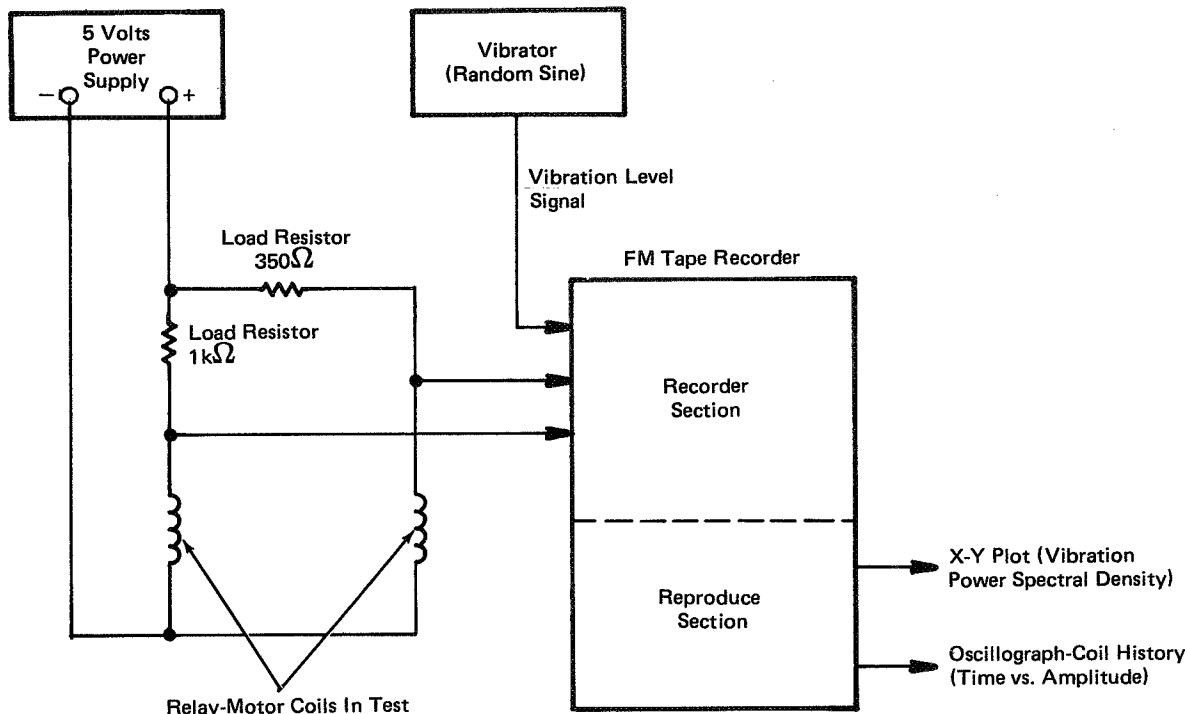 5 Volts
Power
Supply
− +
Vibrator
(Random Sine)
Vibration Level
Signal
Load Resistor
350Ω
FM Tape Recorder
Load Resistor
1kΩ
Recorder
Section
Reproduce
Section
X-Y Plot (Vibration
Power Spectral Density)
Oscillograph-Coil History
(Time vs. Amplitude)
Relay-Motor Coils In Test